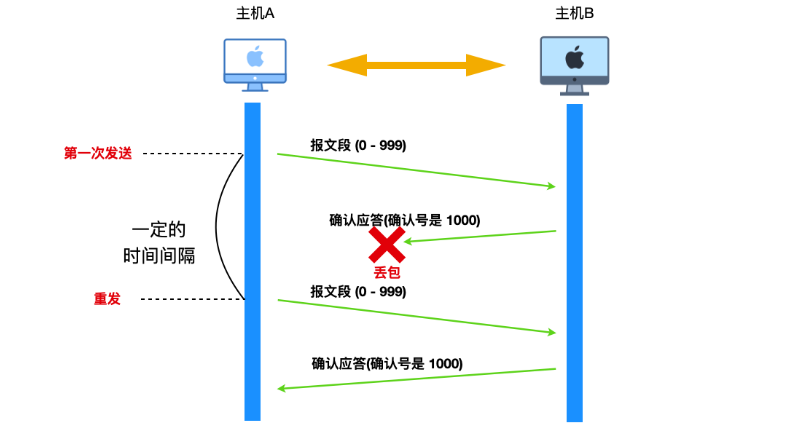 主机A
主机B
报文段 (0 - 999)
第一次发送
确认应答(确认号是 1000)
一定的
时间间隔
丢包
报文段 (0 - 999)
重发
确认应答(确认号是 1000)